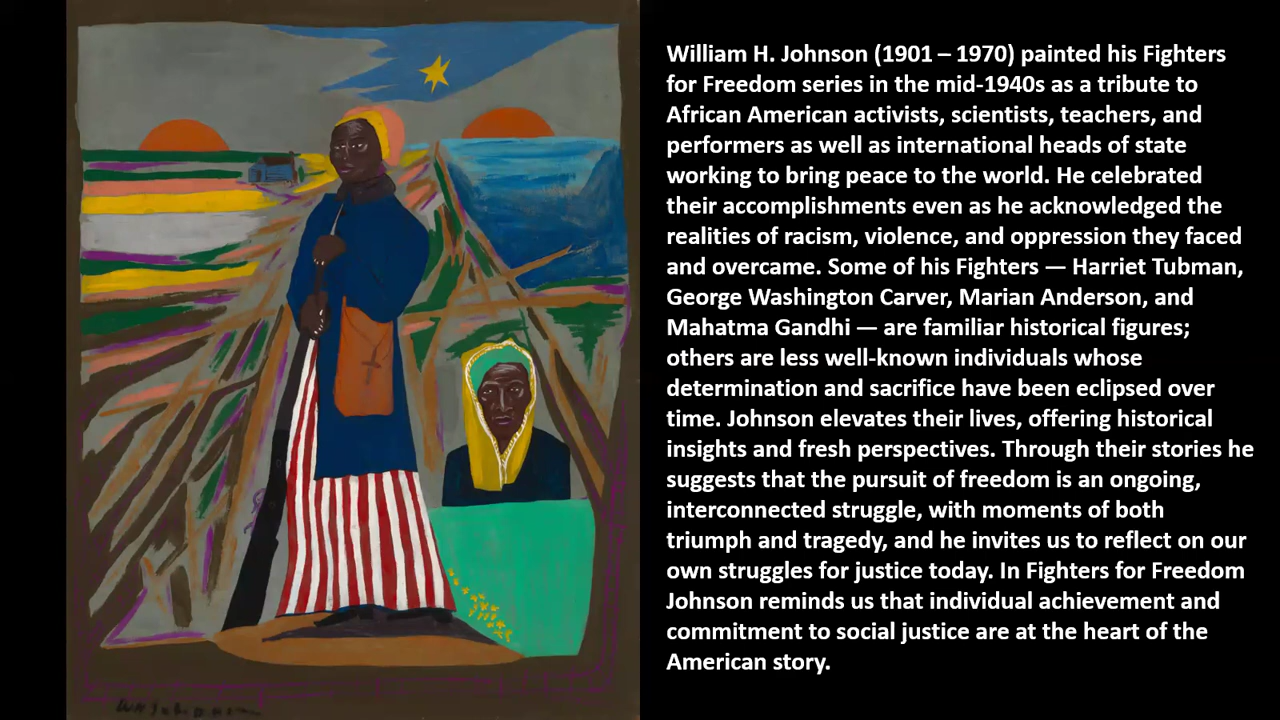 William H. Johnson (1901 – 1970) painted his Fighters
for Freedom series in the mid-1940s as a tribute to
African American activists, scientists, teachers, and
performers as well as international heads of state
working to bring peace to the world. He celebrated
their accomplishments even as he acknowledged the
realities of racism, violence, and oppression they faced
and overcame. Some of his Fighters — Harriet Tubman,
George Washington Carver, Marian Anderson, and
Mahatma Gandhi — are familiar historical figures;
others are less well-known individuals whose
determination and sacrifice have been eclipsed over
time. Johnson elevates their lives, offering historical
insights and fresh perspectives. Through their stories he
suggests that the pursuit of freedom is an ongoing,
interconnected struggle, with moments of both
triumph and tragedy, and he invites us to reflect on our
own struggles for justice today. In Fighters for Freedom
Johnson reminds us that individual achievement and
commitment to social justice are at the heart of the
American story.